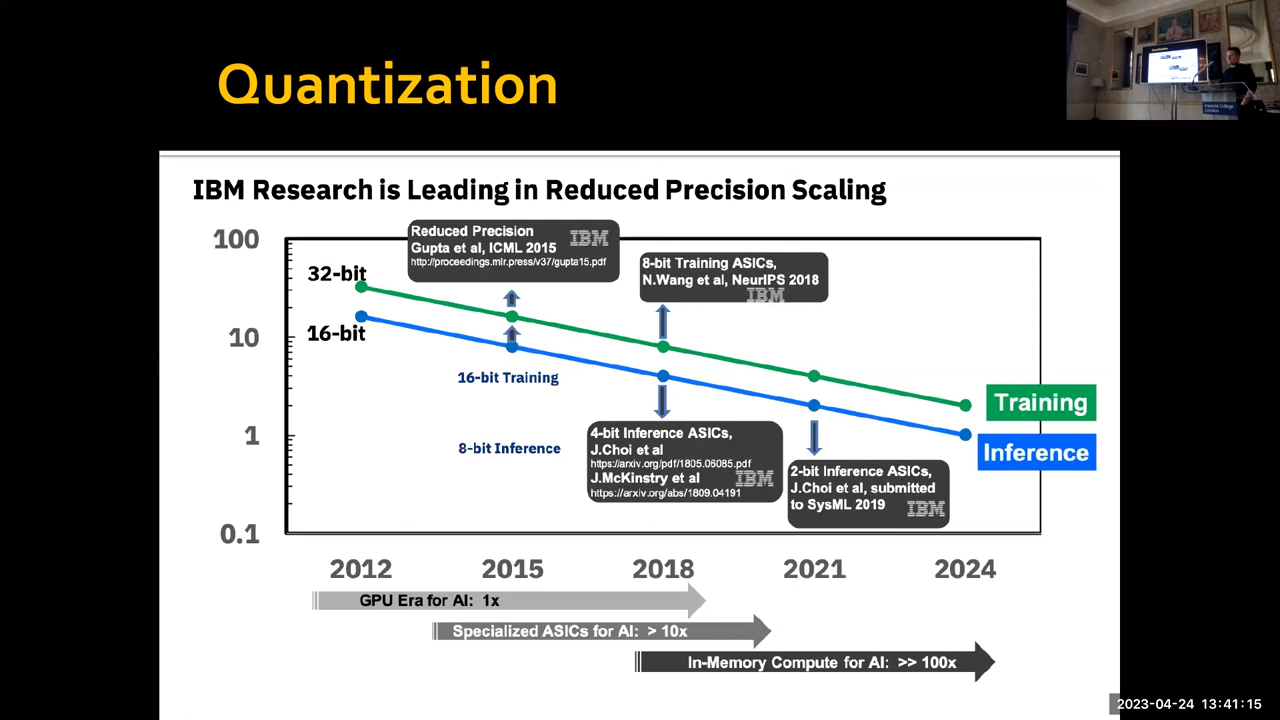 Quantization
IBM Research is Leading in Reduced Precision Scaling
100
10
1
0.1
32-bit
16-bit
Reduced Precision
Gupta et al, ICML 2015
http://proceedings.mlr.press/v37/gupta15.pdf
IBM
8-bit Training ASICs,
N.Wang et al, NeurIPS 2018
IBM
16-bit Training
8-bit Inference
4-bit Inference ASICs,
J.Choi et al
https://arxiv.org/pdf/1805.06085.pdf
J.McKinstry et al
https://arxiv.org/abs/1809.04191
IBM
2-bit Inference ASICs,
J.Choi et al, submitted
to SysML 2019
IBM
Training
Inference
2012
2015
2018
2021
2024
GPU Era for AI: 1x
Specialized ASICs for AI: > 10x
In-Memory Compute for AI: >> 100x
Imperial College
London
2023-04-24 13:41:15